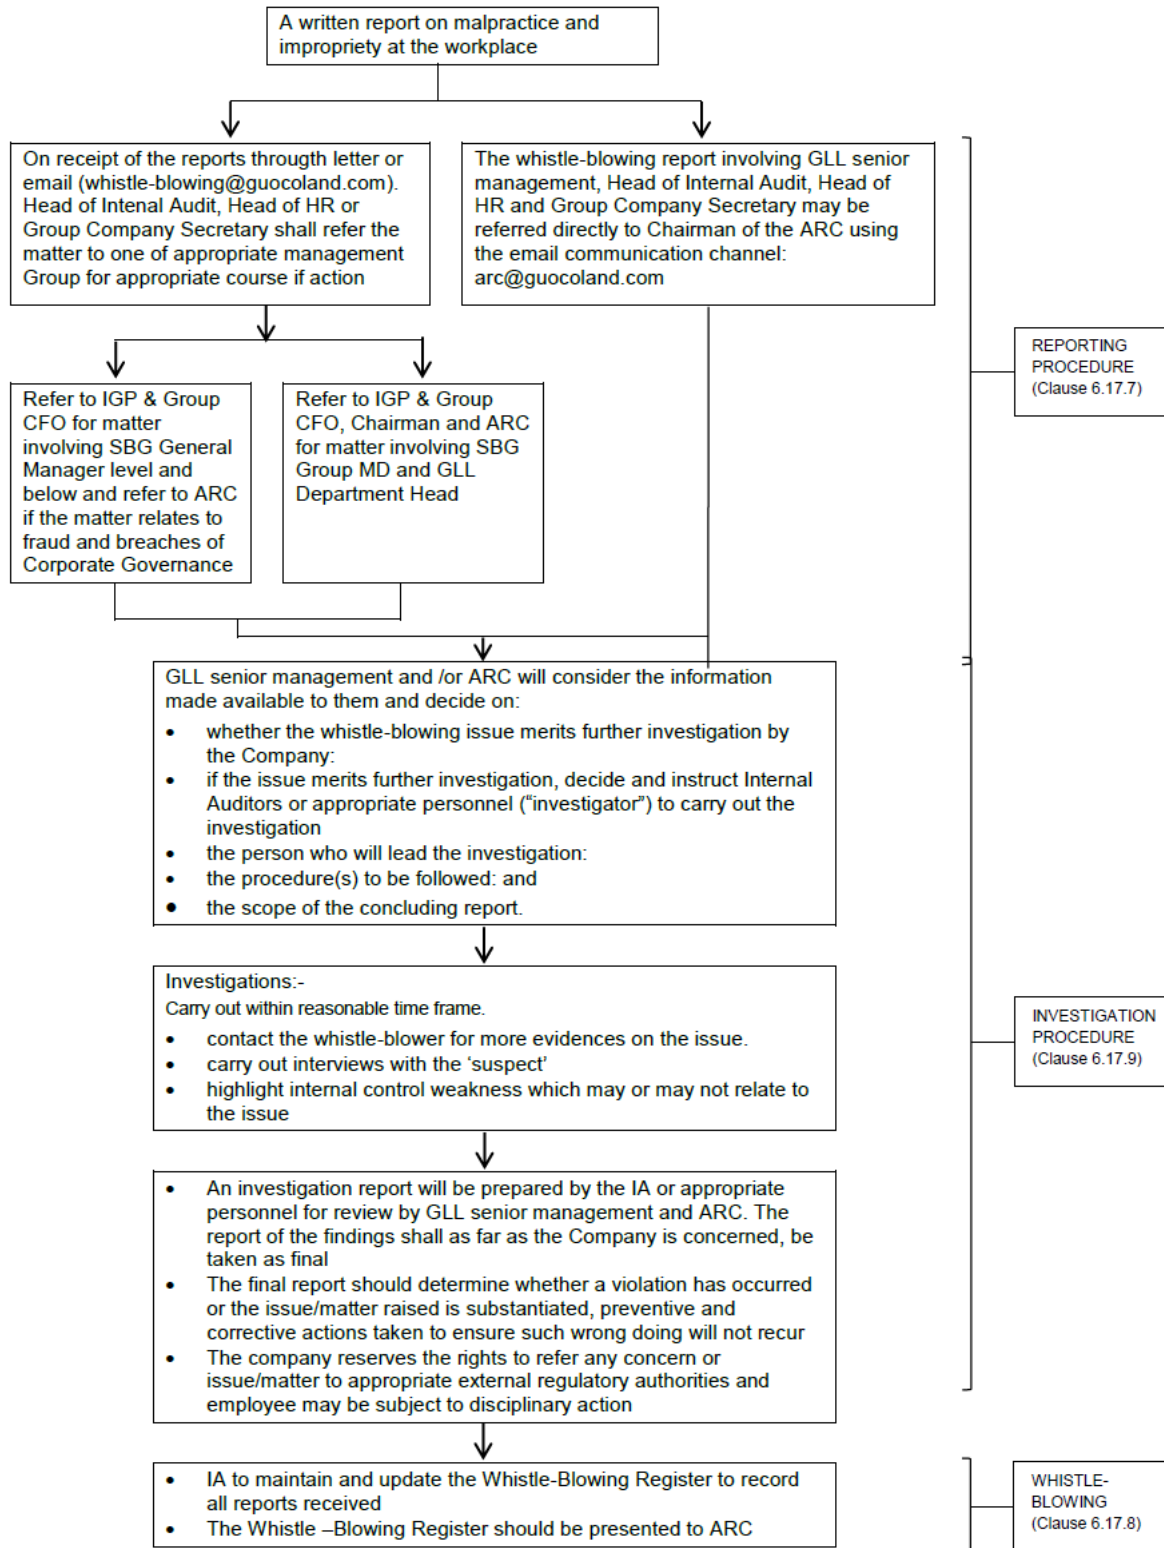 A written report on malpractice and
impropriety at the workplace
On receipt of the reports through letter or
email (whistle-blowing@guocoland.com).
Head of Intenal Audit, Head of HR or
Group Company Secretary shall refer the
matter to one of appropriate management
Group for appropriate course if action
The whistle-blowing report involving GLL senior
management, Head of Internal Audit, Head of
HR and Group Company Secretary may be
referred directly to Chairman of the ARC using
the email communication channel:
arc@guocoland.com
REPORTING
PROCEDURE
(Clause 6.17.7)
Refer to IGP & Group
CFO for matter
involving SBG General
Manager level and
below and refer to ARC
if the matter relates to
fraud and breaches of
Corporate Governance
Refer to IGP & Group
CFO, Chairman and ARC
for matter involving SBG
Group MD and GLL
Department Head
GLL senior management and /or ARC will consider the information
made available to them and decide on:
• whether the whistle-blowing issue merits further investigation by
the Company:
• if the issue merits further investigation, decide and instruct Internal
Auditors or appropriate personnel (“investigator”) to carry out the
investigation
• the person who will lead the investigation:
• the procedure(s) to be followed: and
• the scope of the concluding report.
Investigations:-
Carry out within reasonable time frame.
• contact the whistle-blower for more evidences on the issue.
• carry out interviews with the ‘suspect’
• highlight internal control weakness which may or may not relate to
the issue
INVESTIGATION
PROCEDURE
(Clause 6.17.9)
• An investigation report will be prepared by the IA or appropriate
personnel for review by GLL senior management and ARC. The
report of the findings shall as far as the Company is concerned, be
taken as final
• The final report should determine whether a violation has occurred
or the issue/matter raised is substantiated, preventive and
corrective actions taken to ensure such wrong doing will not recur
• The company reserves the rights to refer any concern or
issue/matter to appropriate external regulatory authorities and
employee may be subject to disciplinary action
• IA to maintain and update the Whistle-Blowing Register to record
all reports received
• The Whistle –Blowing Register should be presented to ARC
WHISTLE-
BLOWING
(Clause 6.17.8)